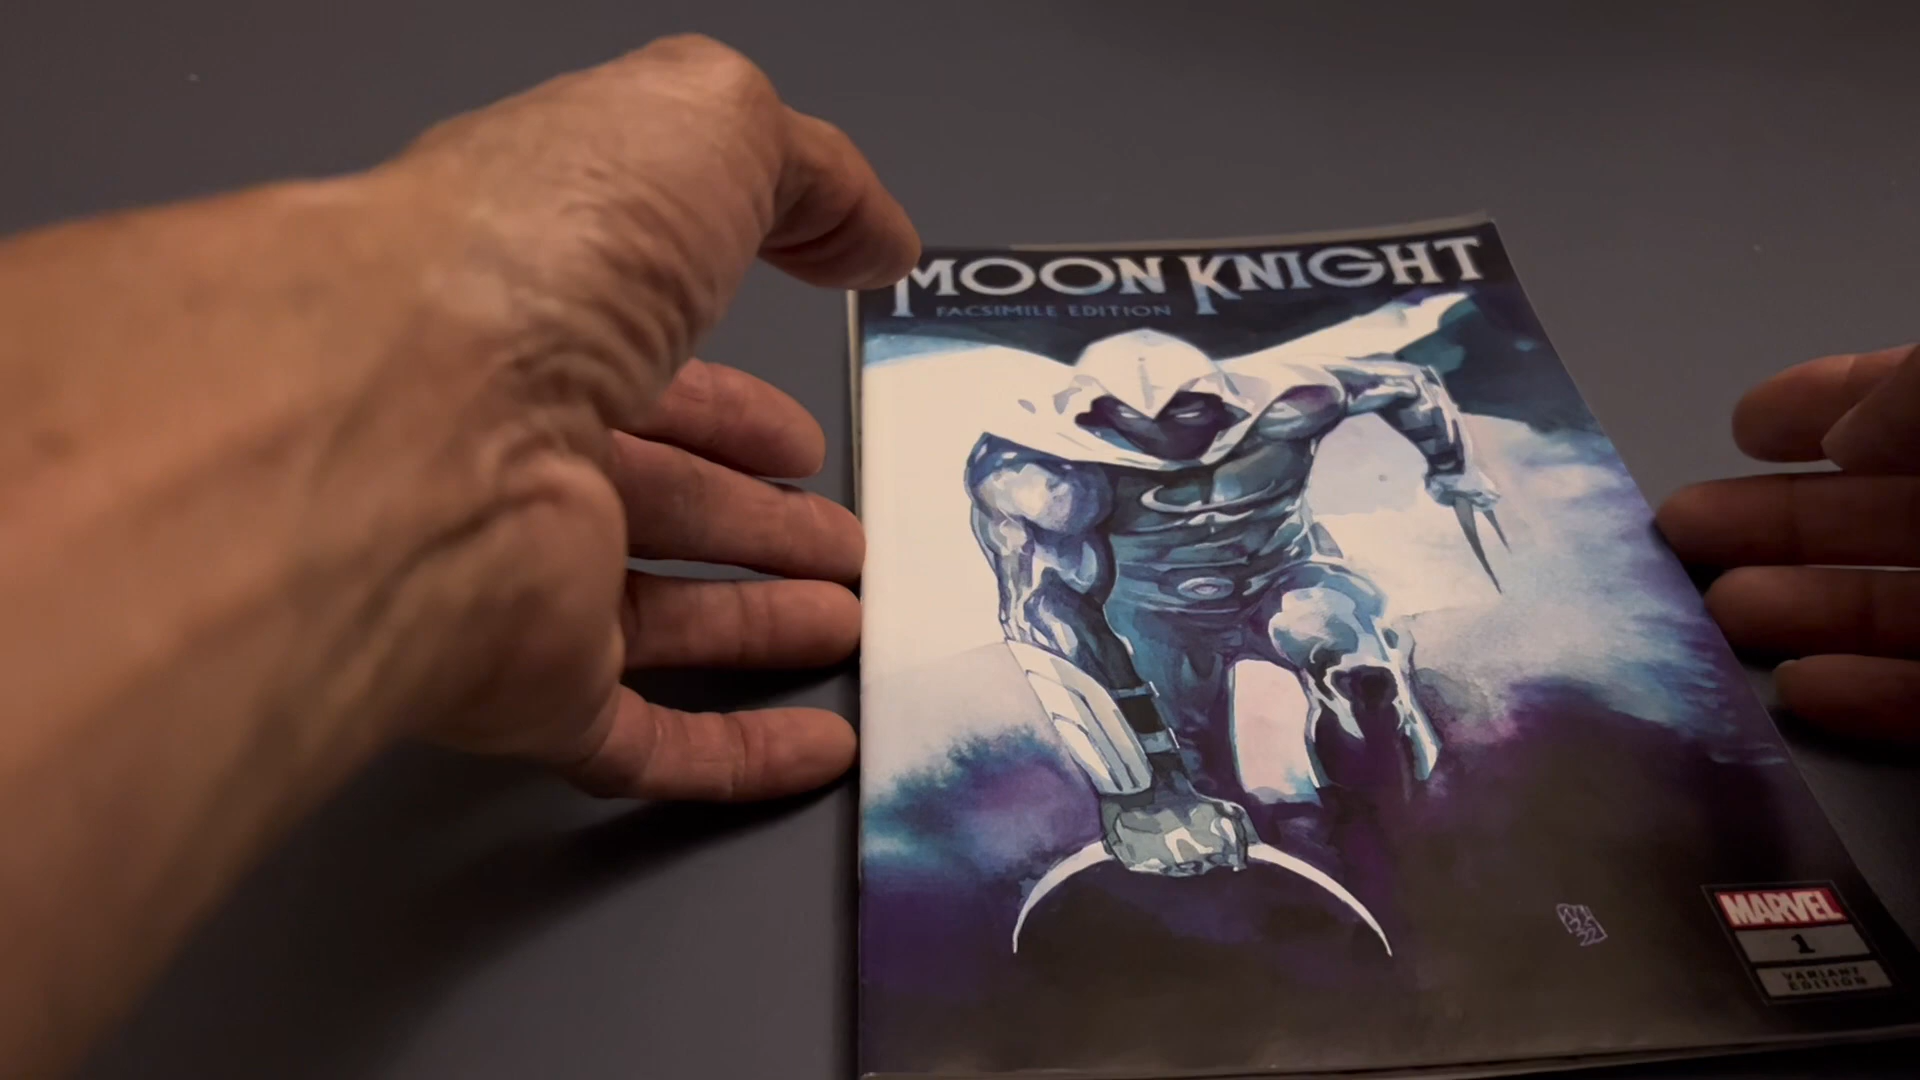 MOON KNIGHT
FACSIMILE EDITION
MARVEL
1
VARIANT
EDITION